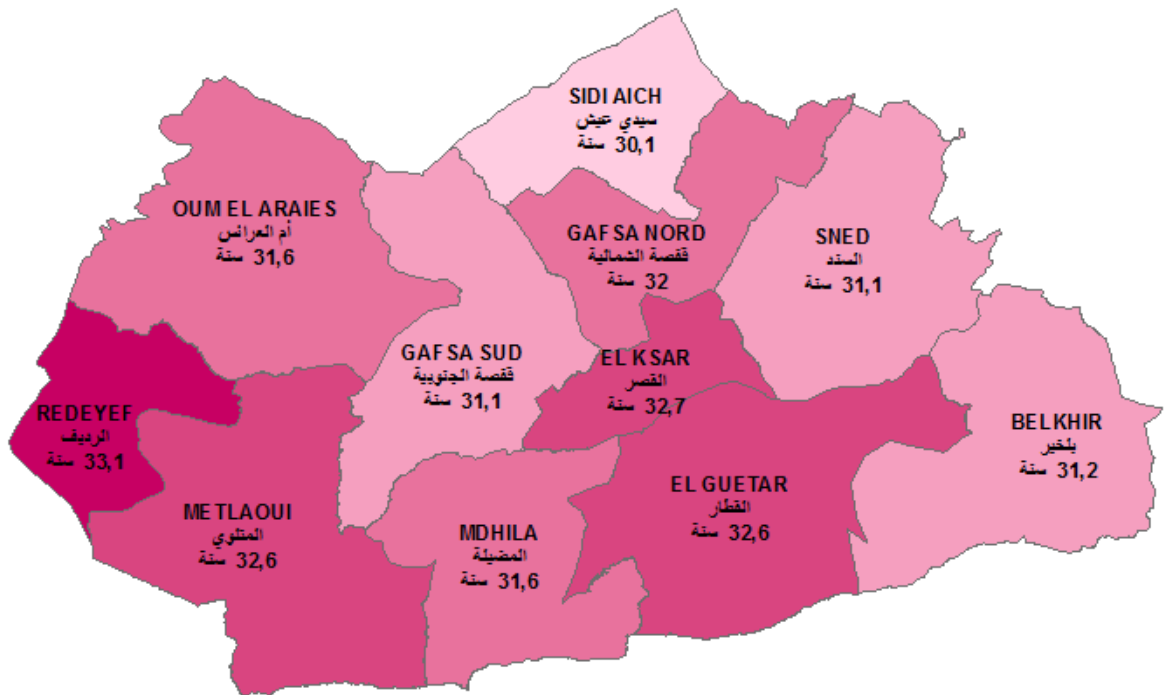 SIDI AICH
سيدي عيش
30,1 سنة
OUM EL ARAIES
أم العرائس
31,6 سنة
GAFSA NORD
قفصة الشمالية
32 سنة
SNED
السند
31,1 سنة
GAFSA SUD
قفصة الجنوبية
31,1 سنة
EL KSAR
القصر
32,7 سنة
REDEYEF
الرديف
33,1 سنة
BELKHIR
بلخير
31,2 سنة
METLAOUI
المتلوي
32,6 سنة
MDHILA
المضيلة
31,6 سنة
EL GUETAR
القطار
32,6 سنة